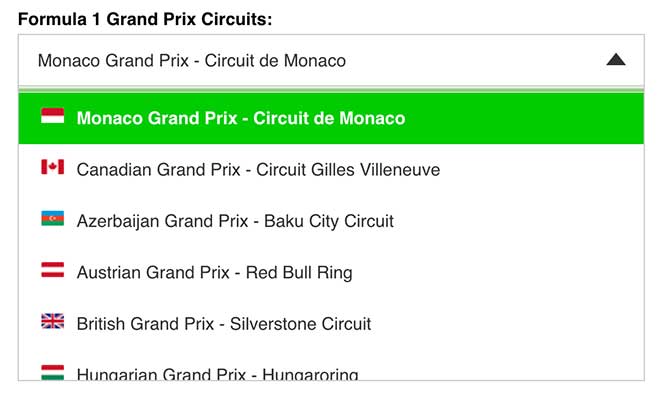 Formula 1 Grand Prix Circuits:
Monaco Grand Prix - Circuit de Monaco
Monaco Grand Prix - Circuit de Monaco
Canadian Grand Prix - Circuit Gilles Villeneuve
Azerbaijan Grand Prix - Baku City Circuit
Austrian Grand Prix - Red Bull Ring
British Grand Prix - Silverstone Circuit
Hungarian Grand Prix - Hungaroring